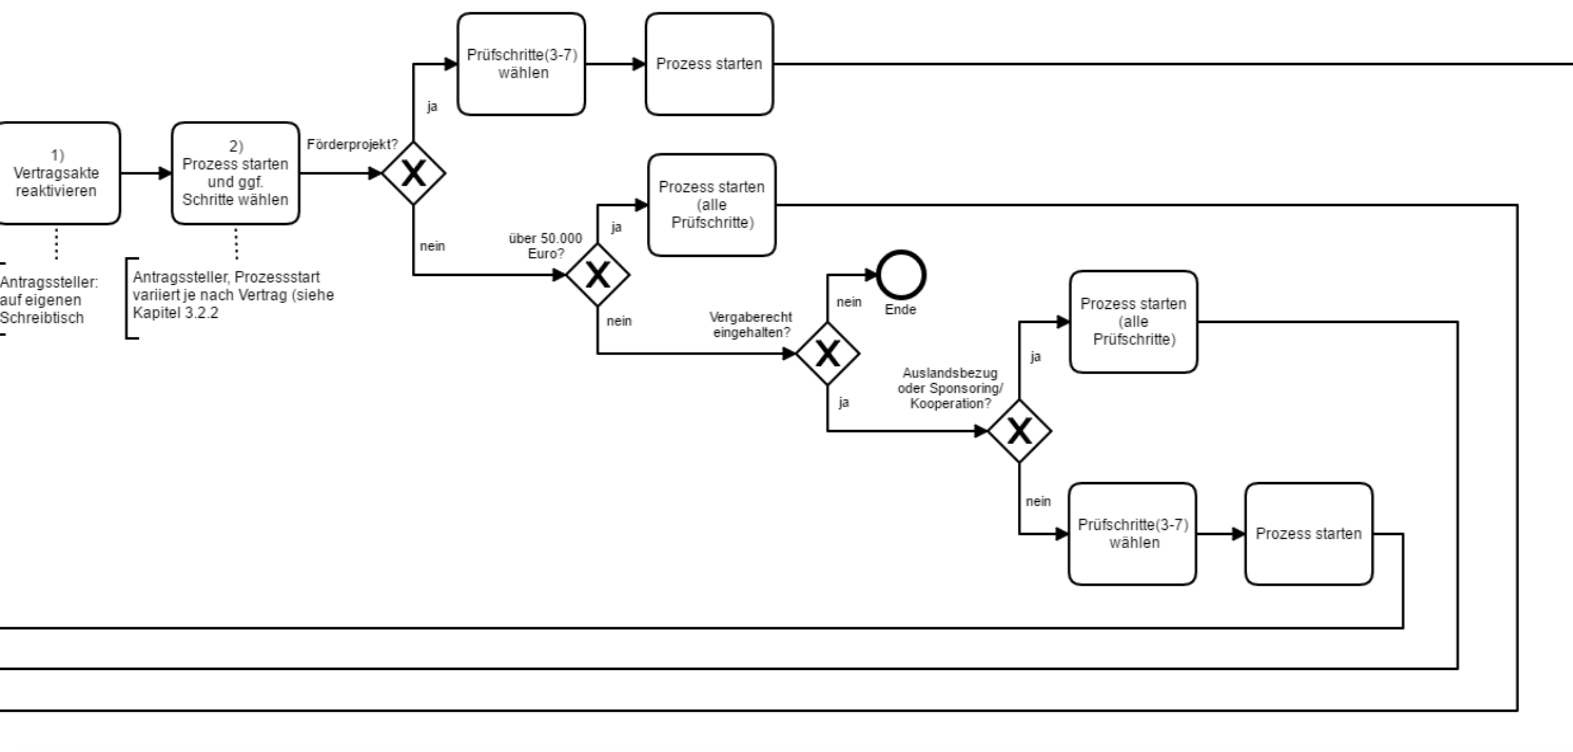 Prüfschritte(3-7)
wählen
Prozess starten
ja
1)
Vertragsakte
reaktivieren
2)
Prozess starten
und ggf.
Schritte wählen
Förderprojekt?
X
nein
Antragssteller:
auf eigenen
Schreibtisch
Antragssteller, Prozessstart
variiert je nach Vertrag (siehe
Kapitel 3.2.2
über 50.000
Euro?
X
ja
Prozess starten
(alle
Prüfschritte)
nein
Vergaberecht
eingehalten?
X
nein
Ende
ja
Auslandsbezug
oder Sponsoring/
Kooperation?
X
ja
Prozess starten
(alle
Prüfschritte)
nein
Prüfschritte(3-7)
wählen
Prozess starten